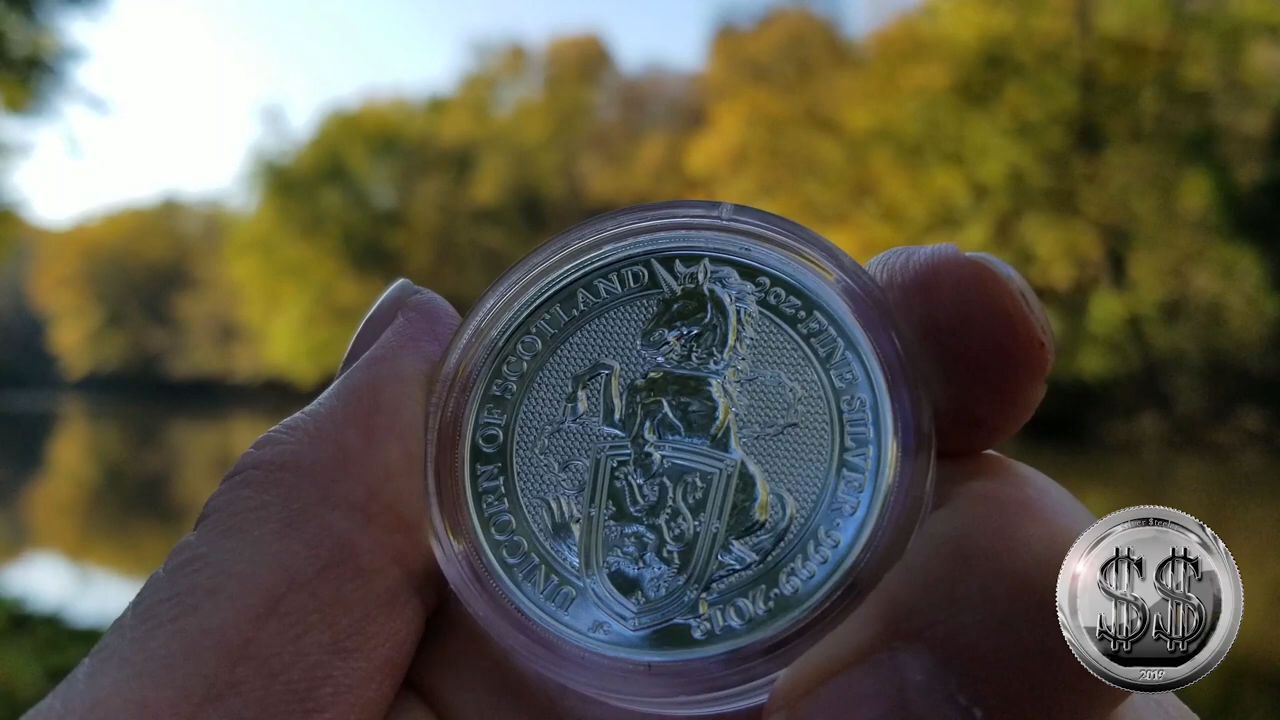 UNICORN OF SCOTLAND
2OZ·FINE SILVER·9999·2018
JC
$$
2019